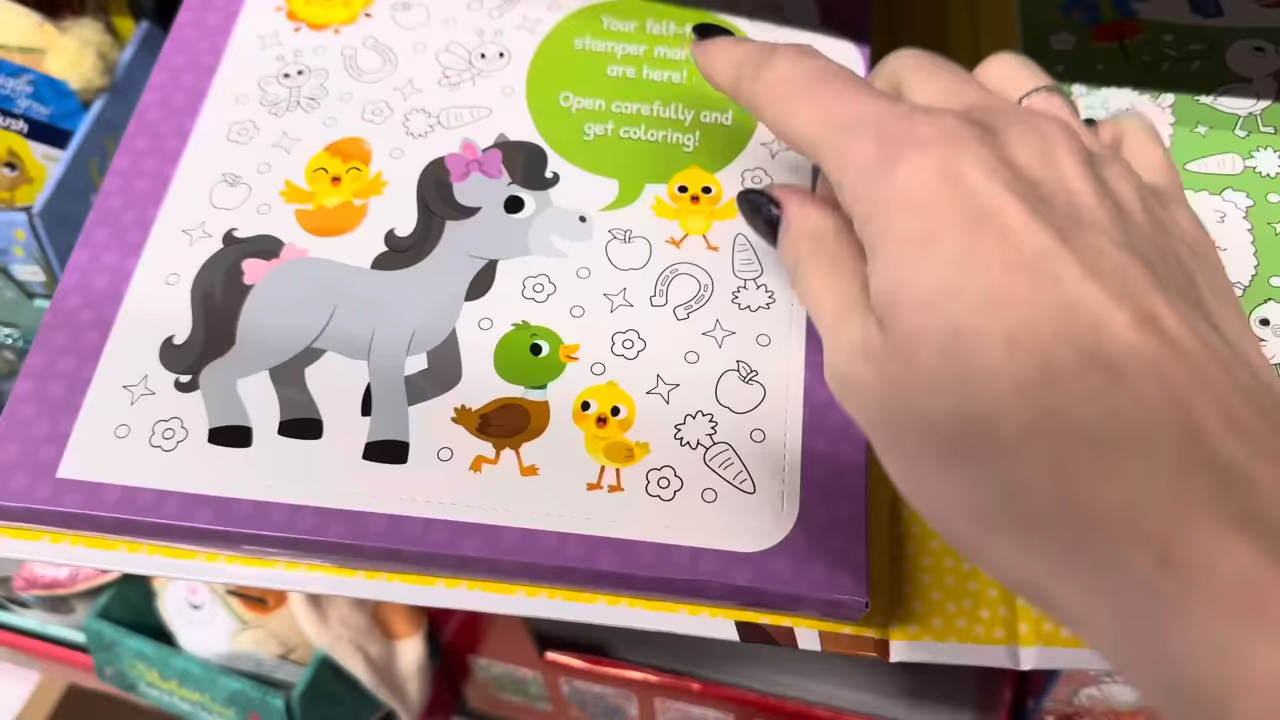 Your felt-
stamper
are here!
Open carefully and
get coloring!